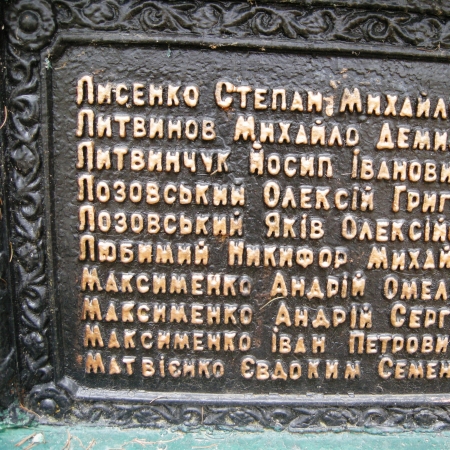 Лисенко Степан Михайло
Литвинов Михайло Деми
Литвинчук Йосип Іванови
Лозовський Олексій Григ
Лозовський Яків Олексій
Любимий Никифор Михай
Максименко Андрій Омел
Максименко Андрій Серг
Максименко Іван Петрови
Матвієнко Євдоким Семен